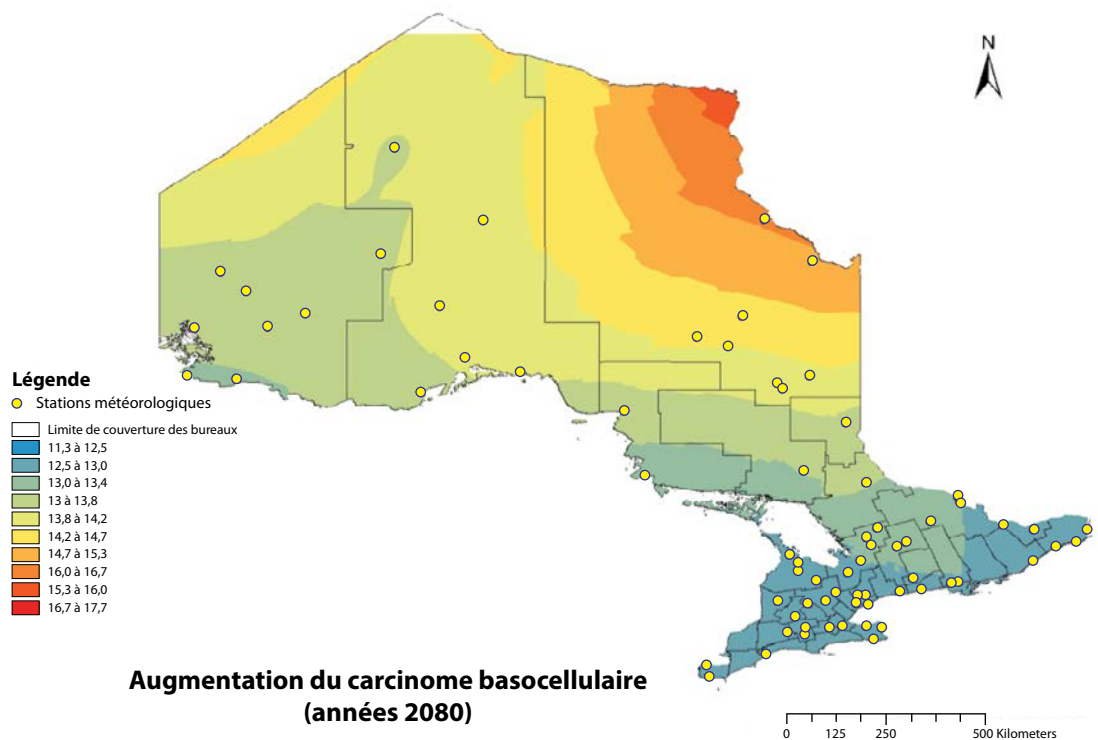 N
Légende
Stations météorologiques
Limite de couverture des bureaux
11,3 à 12,5
12,5 à 13,0
13,0 à 13,4
13 à 13,8
13,8 à 14,2
14,2 à 14,7
14,7 à 15,3
16,0 à 16,7
15,3 à 16,0
16,7 à 17,7
Augmentation du carcinome basocellulaire
(années 2080)
0 125 250 500 Kilometers